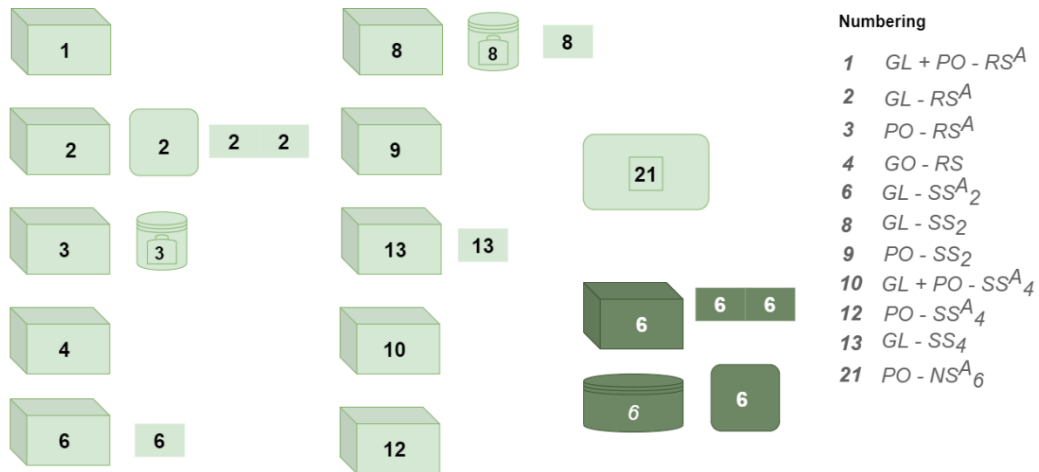 1
8 8 8
2 2 2 2
9
21
3 3
13 13
4
10
6 6 6
6 6
6 6
12
Numbering
1 GL + PO - RS^A
2 GL - RS^A
3 PO - RS^A
4 GO - RS
6 GL - SS^A_2
8 GL - SS_2
9 PO - SS_2
10 GL + PO - SS^A_4
12 PO - SS^A_4
13 GL - SS_4
21 PO - NS^A_6